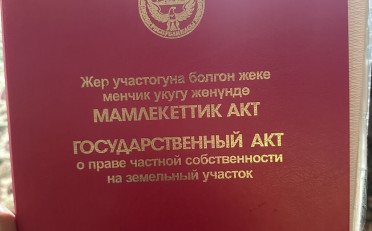 Жер участогуна болгон жеке
менчик укугу жөнүндө
МАМЛЕКЕТТИК АКТ
ГОСУДАРСТВЕННЫЙ АКТ
о праве частной собственности
на земельный участок